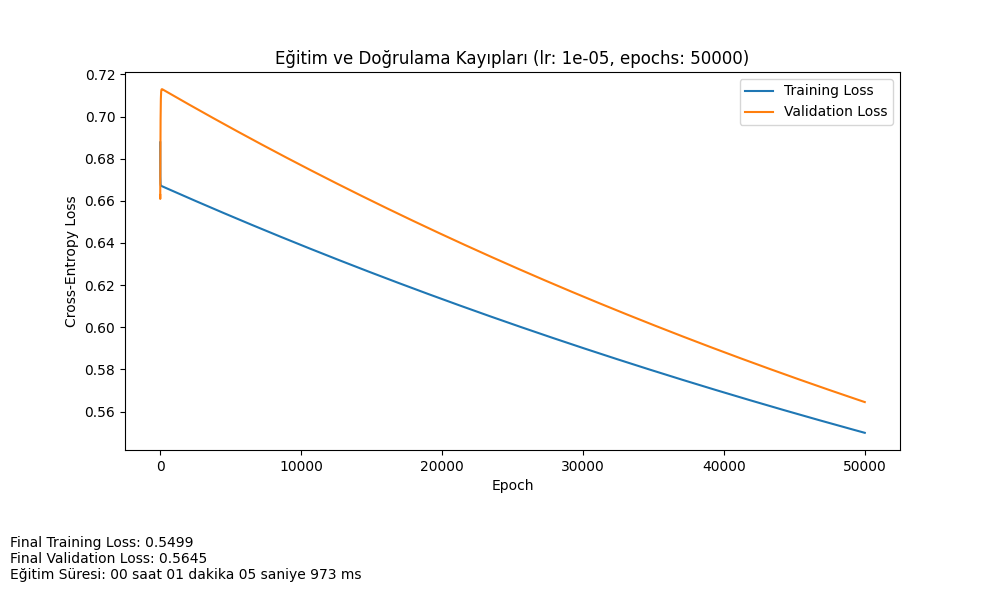 Eğitim ve Doğrulama Kayıpları (lr: 1e-05, epochs: 50000)
Training Loss
Validation Loss
Cross-Entropy Loss
0.72
0.70
0.68
0.66
0.64
0.62
0.60
0.58
0.56
0 10000 20000 30000 40000 50000
Epoch
Final Training Loss: 0.5499
Final Validation Loss: 0.5645
Eğitim Süresi: 00 saat 01 dakika 05 saniye 973 ms